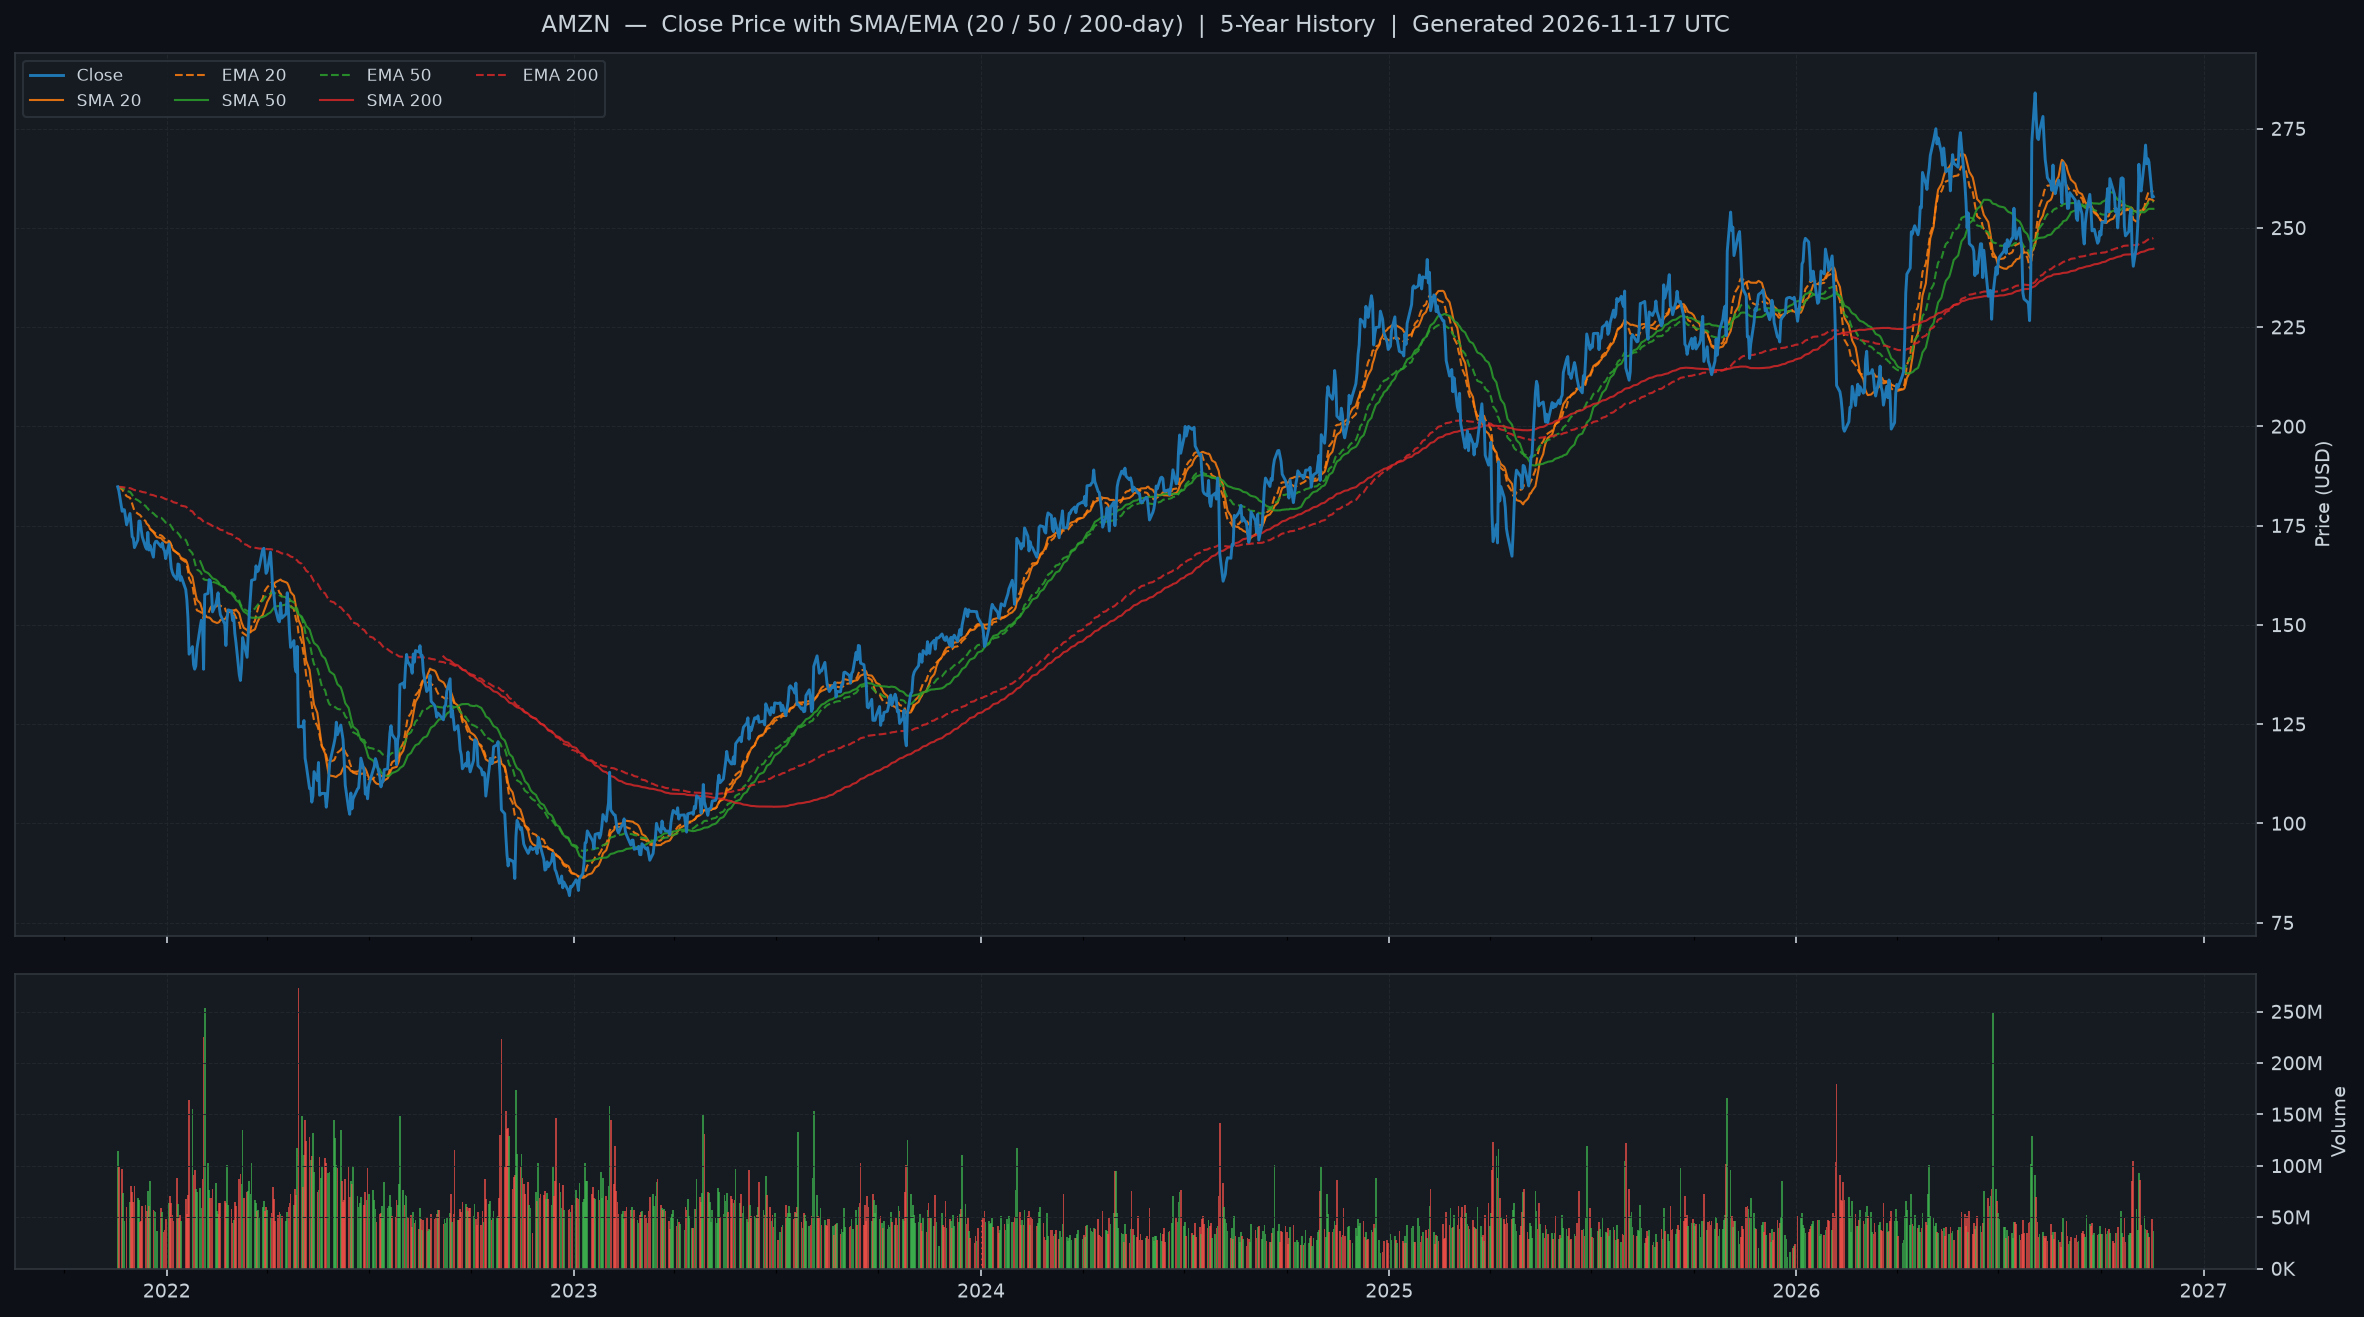 AMZN — Close Price with SMA/EMA (20 / 50 / 200-day) | 5-Year History | Generated 2026-11-17 UTC
Close EMA 20 EMA 50 EMA 200
SMA 20 SMA 50 SMA 200
275
250
225
200
175
150
125
100
75
Price (USD)
250M
200M
150M
100M
50M
0K
Volume
2022 2023 2024 2025 2026 2027